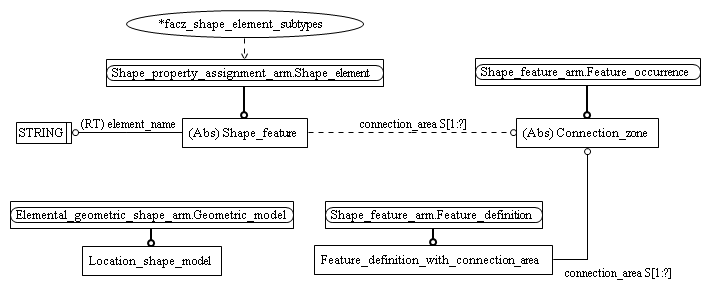 *facz_shape_element_subtypes
Shape_property_assignment_arm.Shape_element
Shape_feature_arm.Feature_occurrence
STRING
(RT) element_name
(Abs) Shape_feature
connection_area S[1:?]
(Abs) Connection_zone
Elemental_geometric_shape_arm.Geometric_model
Shape_feature_arm.Feature_definition
Location_shape_model
Feature_definition_with_connection_area
connection_area S[1:?]